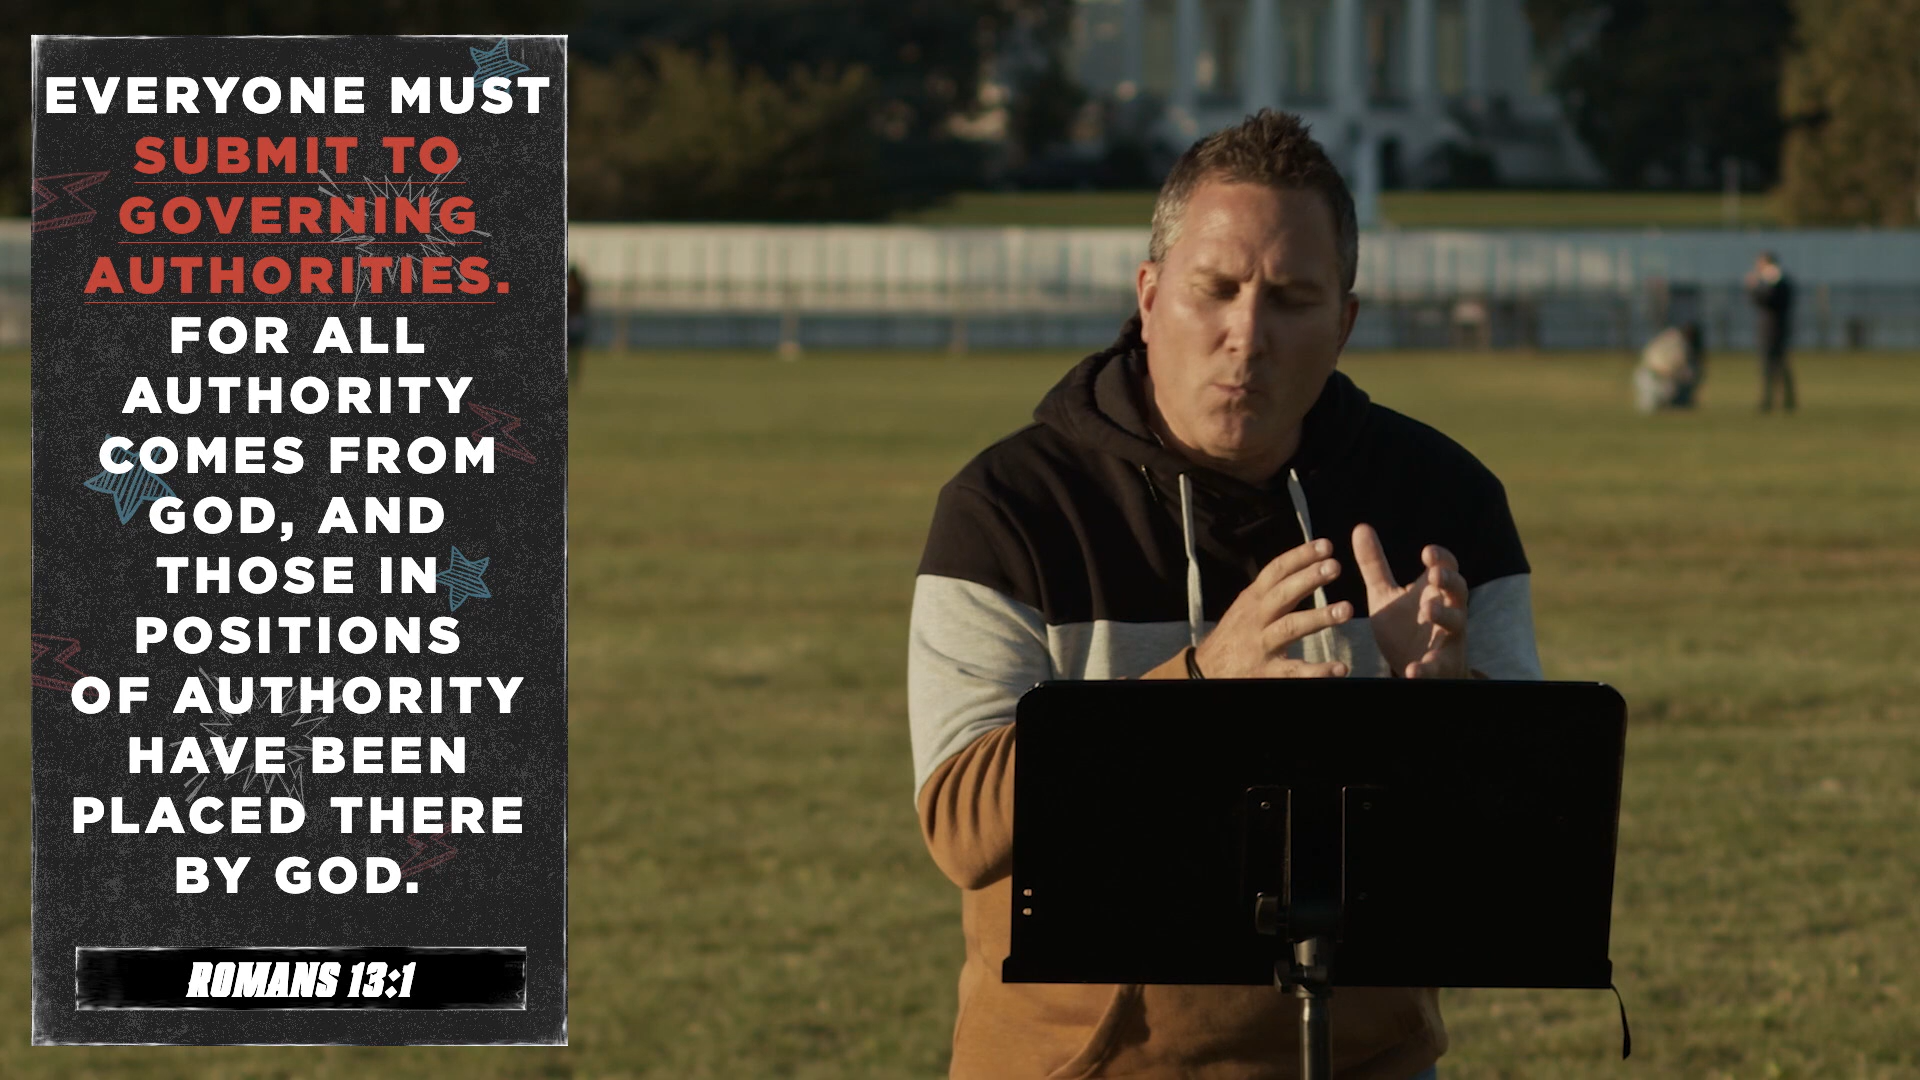 EVERYONE MUST
SUBMIT TO
GOVERNING
AUTHORITIES.
FOR ALL
AUTHORITY
COMES FROM
GOD, AND
THOSE IN
POSITIONS
OF AUTHORITY
HAVE BEEN
PLACED THERE
BY GOD.
ROMANS 13:1